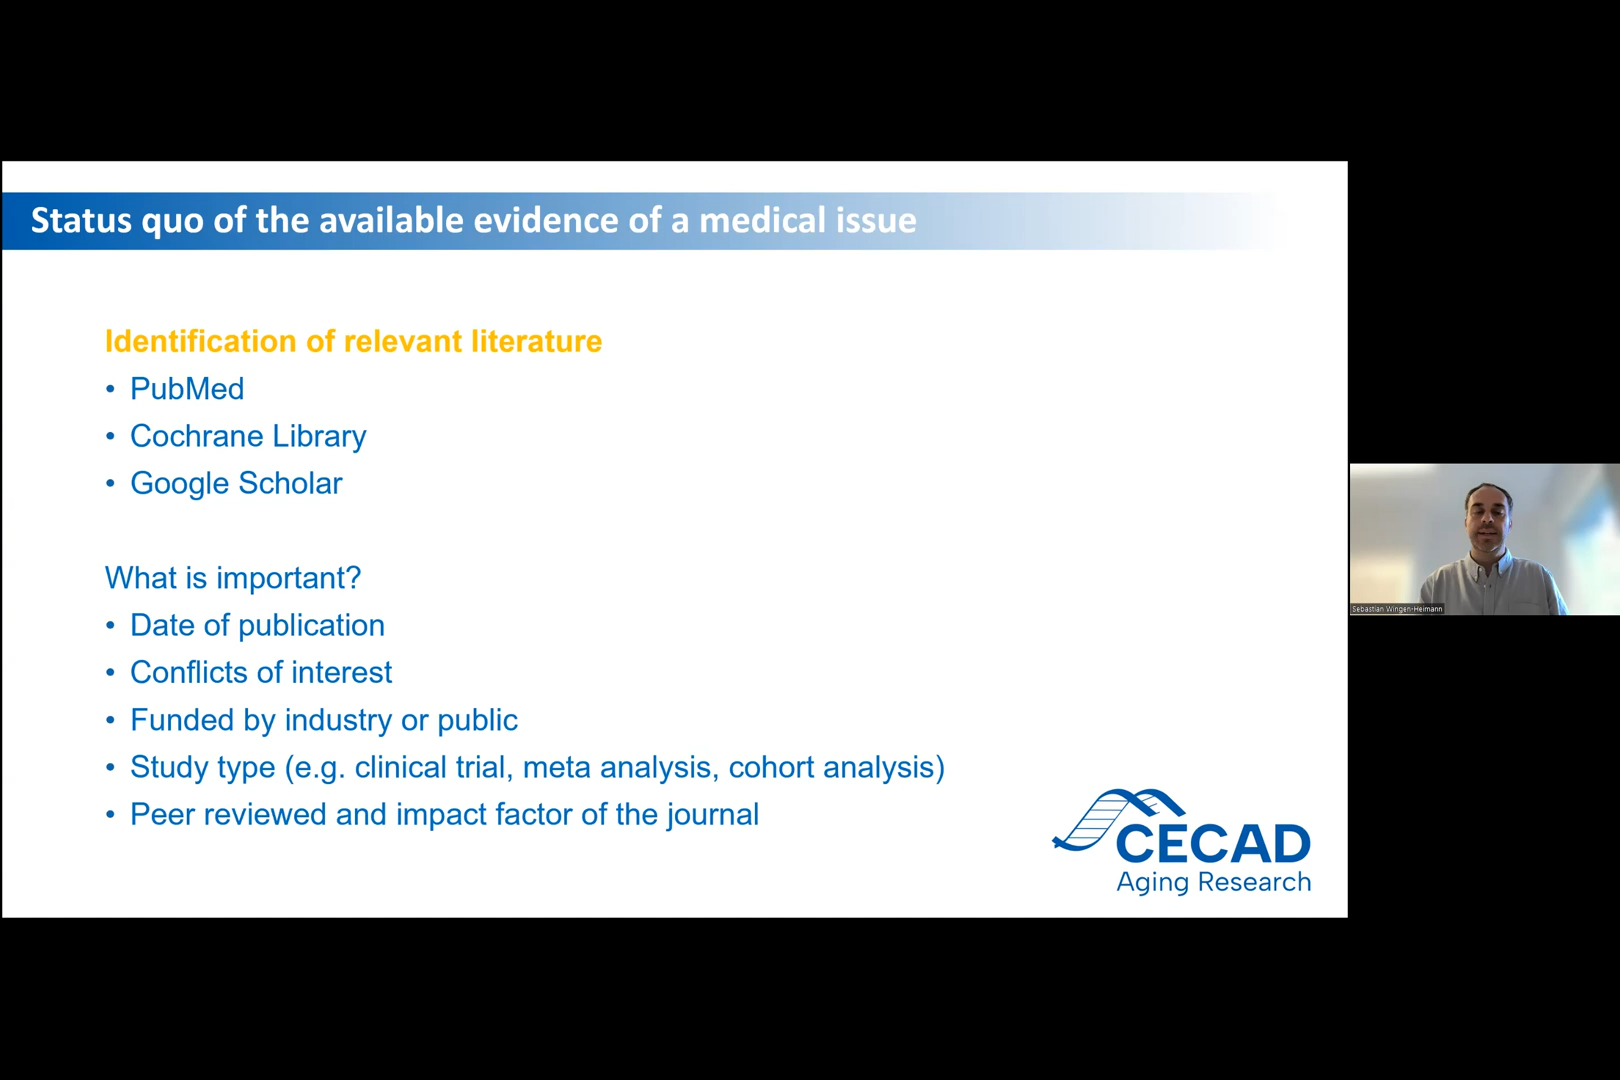 Status quo of the available evidence of a medical issue
Identification of relevant literature
• PubMed
• Cochrane Library
• Google Scholar
What is important?
• Date of publication
• Conflicts of interest
• Funded by industry or public
• Study type (e.g. clinical trial, meta analysis, cohort analysis)
• Peer reviewed and impact factor of the journal
CECAD
Aging Research
Sebastian Wingen-Heimann